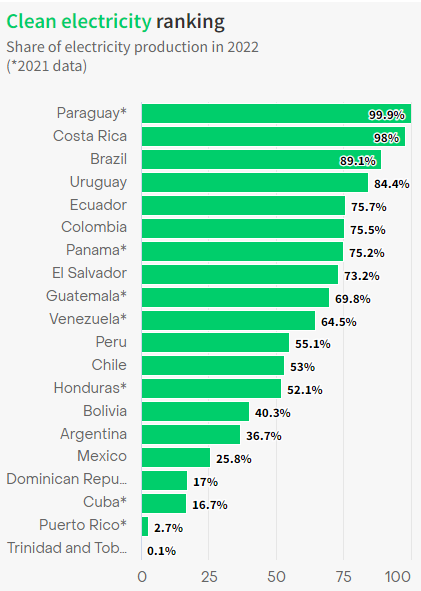 Clean electricity ranking
Share of electricity production in 2022
(*2021 data)
Paraguay* 99.9%
Costa Rica 98%
Brazil 89.1%
Uruguay 84.4%
Ecuador 75.7%
Colombia 75.5%
Panama* 75.2%
El Salvador 73.2%
Guatemala* 69.8%
Venezuela* 64.5%
Peru 55.1%
Chile 53%
Honduras* 52.1%
Bolivia 40.3%
Argentina 36.7%
Mexico 25.8%
Dominican Repu... 17%
Cuba* 16.7%
Puerto Rico* 2.7%
Trinidad and Tob... 0.1%
0 25 50 75 100